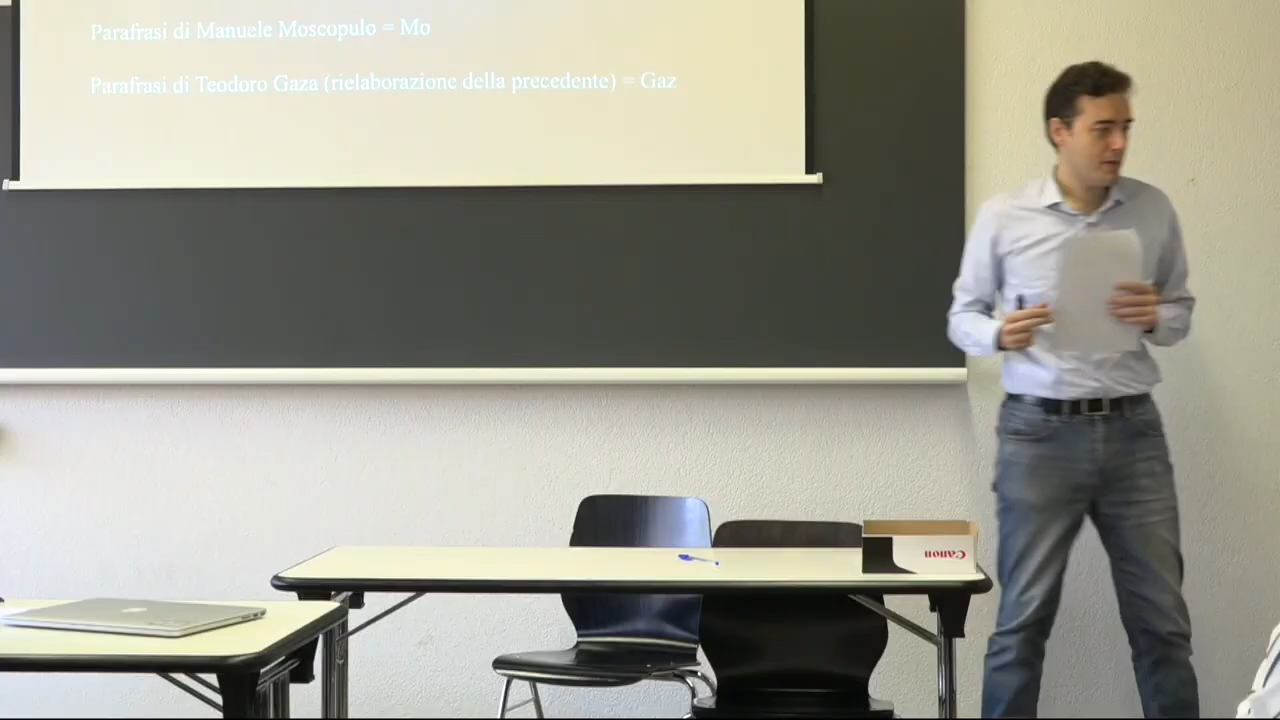 Parafrasi di Manuele Moscopulo = Mo
Parafrasi di Teodoro Gaza (rielaborazione della precedente) = Gaz
Canon